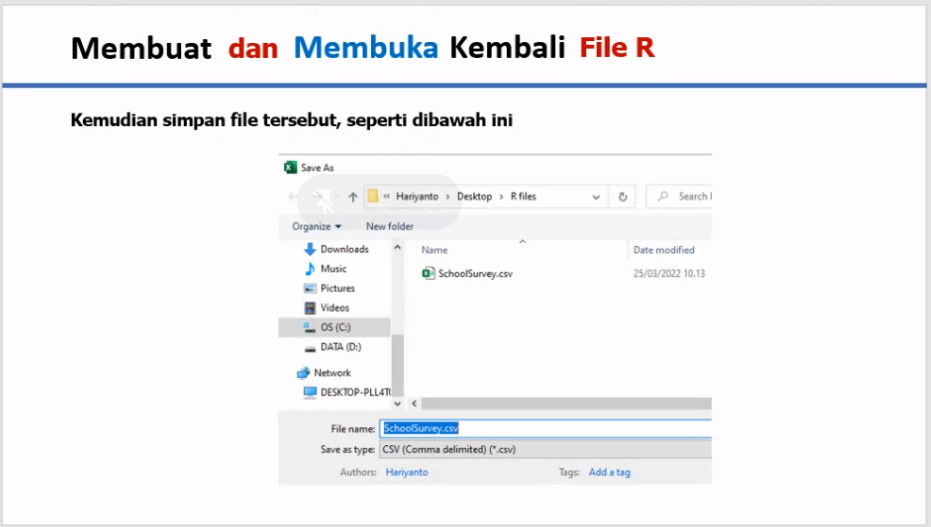 Membuat dan Membuka Kembali File R
Kemudian simpan file tersebut, seperti dibawah ini
Save As
« Hariyanto › Desktop › R files
Search
Organize
New folder
Downloads
Music
Pictures
Videos
OS (C:)
DATA (D:)
Network
DESKTOP-PLL4T
Name
Date modified
SchoolSurvey.csv
25/03/2022 10.13
File name: SchoolSurvey.csv
Save as type: CSV (Comma delimited) (*.csv)
Authors: Hariyanto
Tags: Add a tag